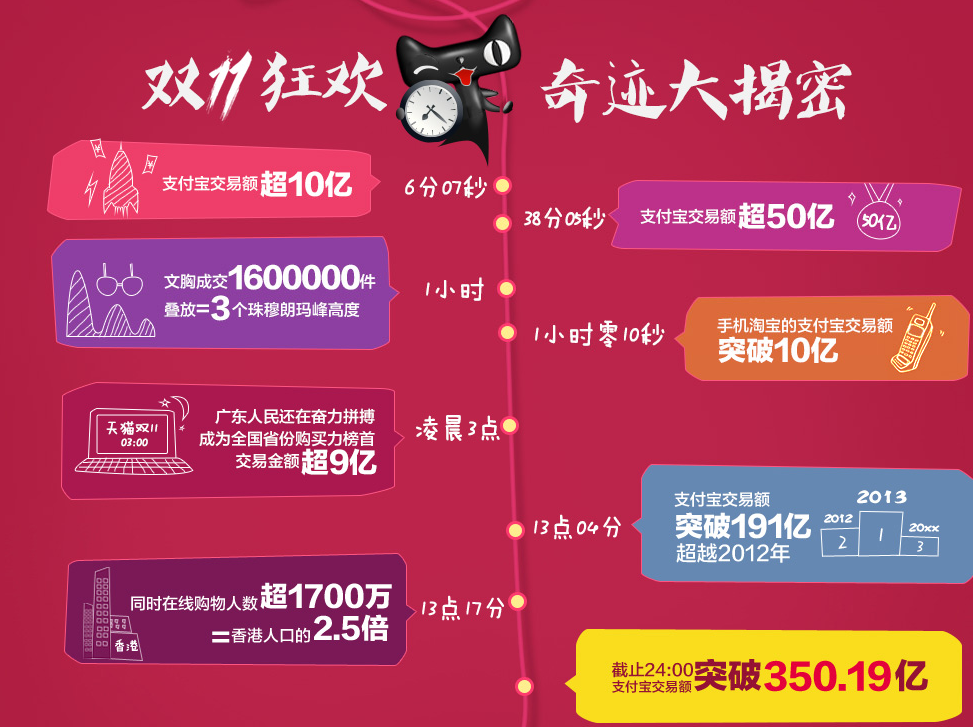 双11狂欢 奇迹大揭密
支付宝交易额超10亿
6分07秒
38分05秒
支付宝交易额超50亿
50亿
文胸成交1600000件
叠放=3个珠穆朗玛峰高度
1小时
1小时零10秒
手机淘宝的支付宝交易额
突破10亿
天猫双11
03:00
广东人民还在奋力拼搏
成为全国省份购买力榜首
交易金额超9亿
凌晨3点
13点04分
支付宝交易额
突破191亿
超越2012年
2013
2012
20xx
2
1
3
香港
同时在线购物人数超1700万
=香港人口的2.5倍
13点17分
截止24:00
支付宝交易额突破350.19亿